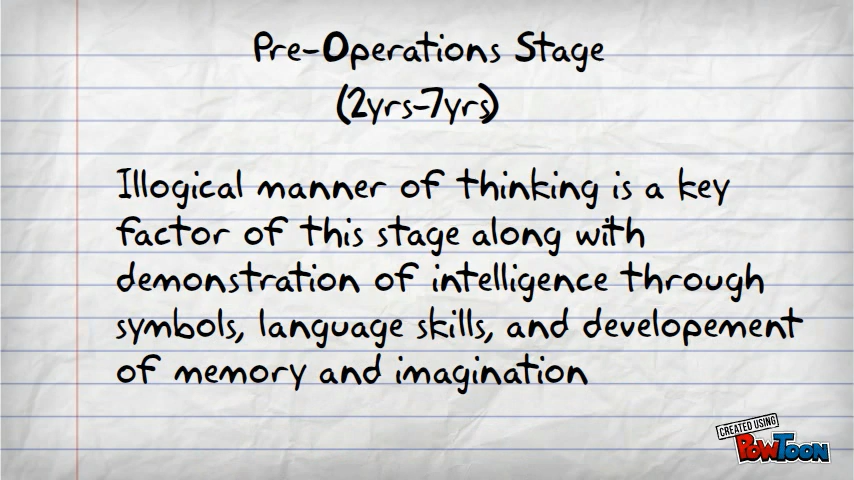 Pre-Operations Stage
(2yrs-7yrs)
Illogical manner of thinking is a key
factor of this stage along with
demonstration of intelligence through
symbols, language skills, and developement
of memory and imagination
CREATED USING
POWTOON